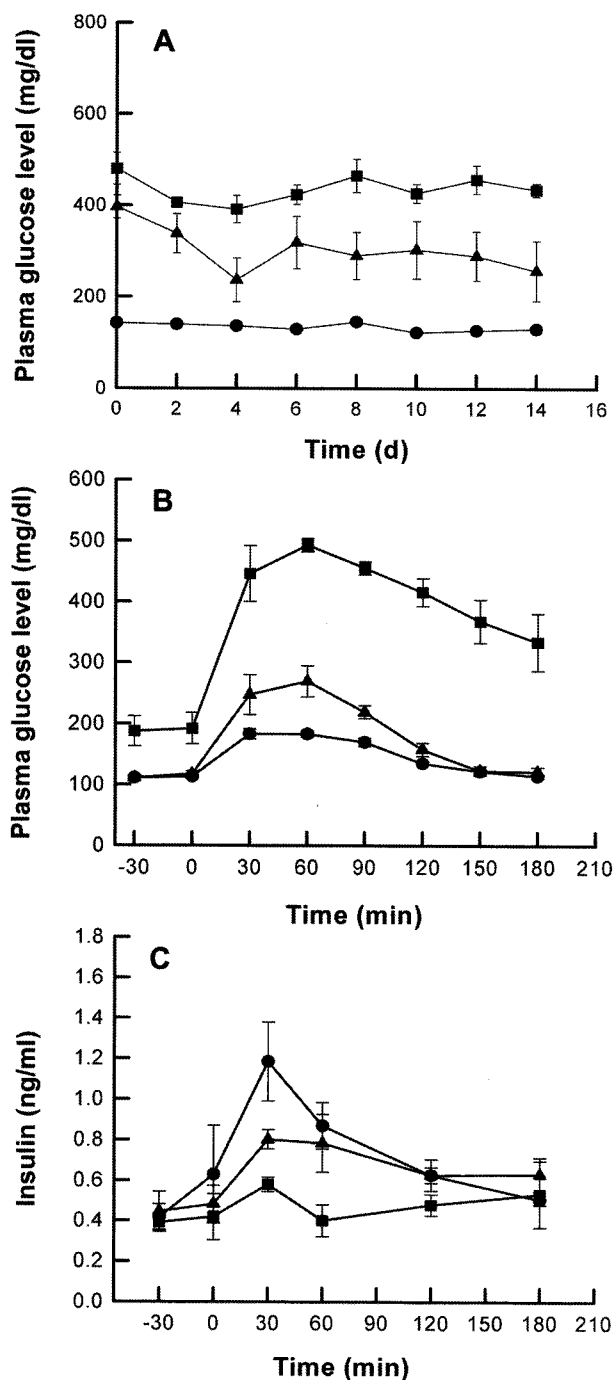 A
Plasma glucose level (mg/dl)
800
600
400
200
0
0 2 4 6 8 10 12 14 16
Time (d)
B
Plasma glucose level (mg/dl)
600
500
400
300
200
100
0
-30 0 30 60 90 120 150 180 210
Time (min)
C
Insulin (ng/ml)
1.8
1.6
1.4
1.2
1.0
0.8
0.6
0.4
0.2
0.0
-30 0 30 60 90 120 150 180 210
Time (min)